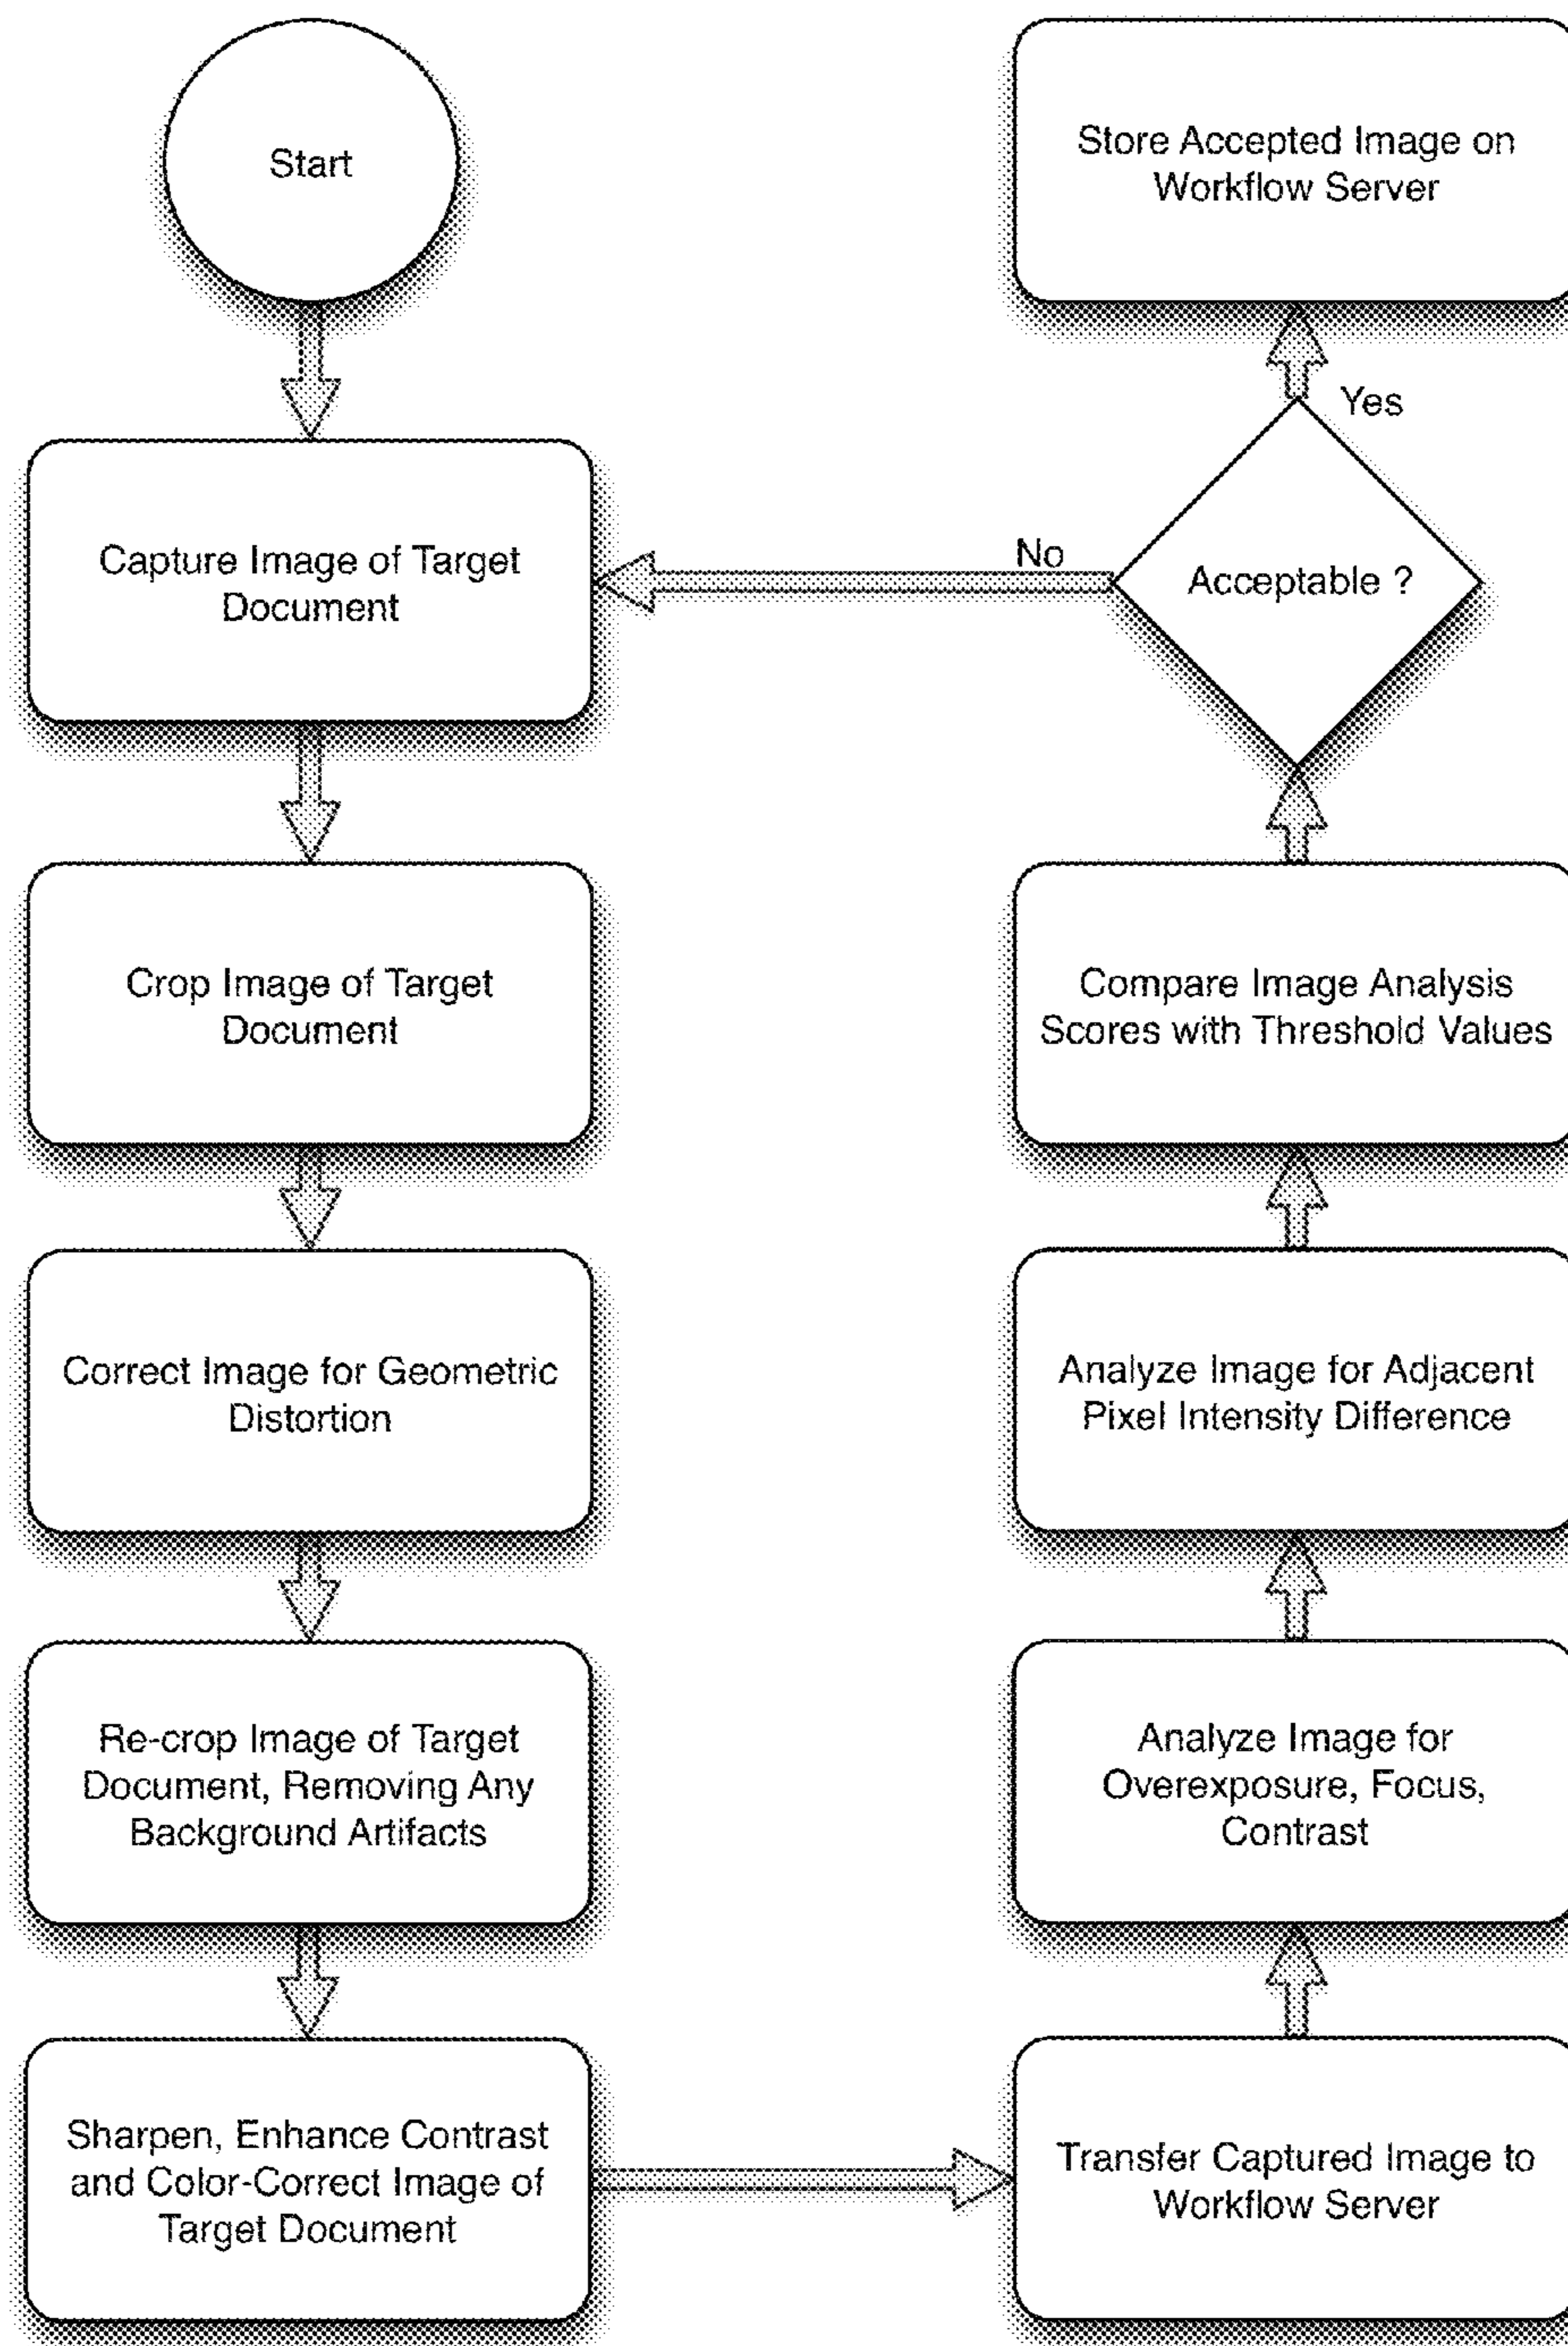 Start
Capture Image of Target
Document
Crop Image of Target
Document
Correct Image for Geometric
Distortion
Re-crop Image of Target
Document, Removing Any
Background Artifacts
Sharpen, Enhance Contrast
and Color-Correct Image of
Target Document
Transfer Captured Image to
Workflow Server
Analyze Image for
Overexposure, Focus,
Contrast
Analyze Image for Adjacent
Pixel Intensity Difference
Compare Image Analysis
Scores with Threshold Values
Acceptable ?
No
Yes
Store Accepted Image on
Workflow Server